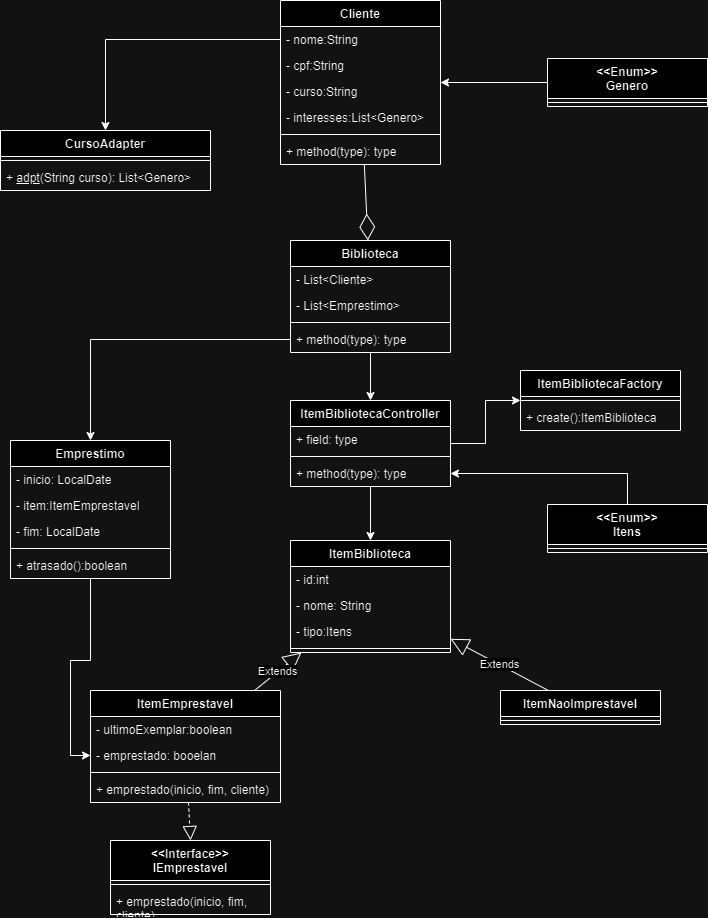 Cliente
- nome:String
- cpf:String
- curso:String
- interesses:List<Genero>
+ method(type): type
<<Enum>>
Genero
CursoAdapter
+ adpt(String curso): List<Genero>
Biblioteca
- List<Cliente>
- List<Emprestimo>
+ method(type): type
ItemBibliotecaFactory
+ create():ItemBiblioteca
ItemBibliotecaController
+ field: type
+ method(type): type
Emprestimo
- inicio: LocalDate
- item:ItemEmprestavel
- fim: LocalDate
+ atrasado():boolean
<<Enum>>
Itens
ItemBiblioteca
- id:int
- nome: String
- tipo:Itens
Extends
Extends
ItemEmprestavel
- ultimoExemplar:boolean
- emprestado: booelan
+ emprestado(inicio, fim, cliente)
ItemNaoImprestavel
<<Interface>>
IEmprestavel
+ emprestado(inicio, fim,
cliente)